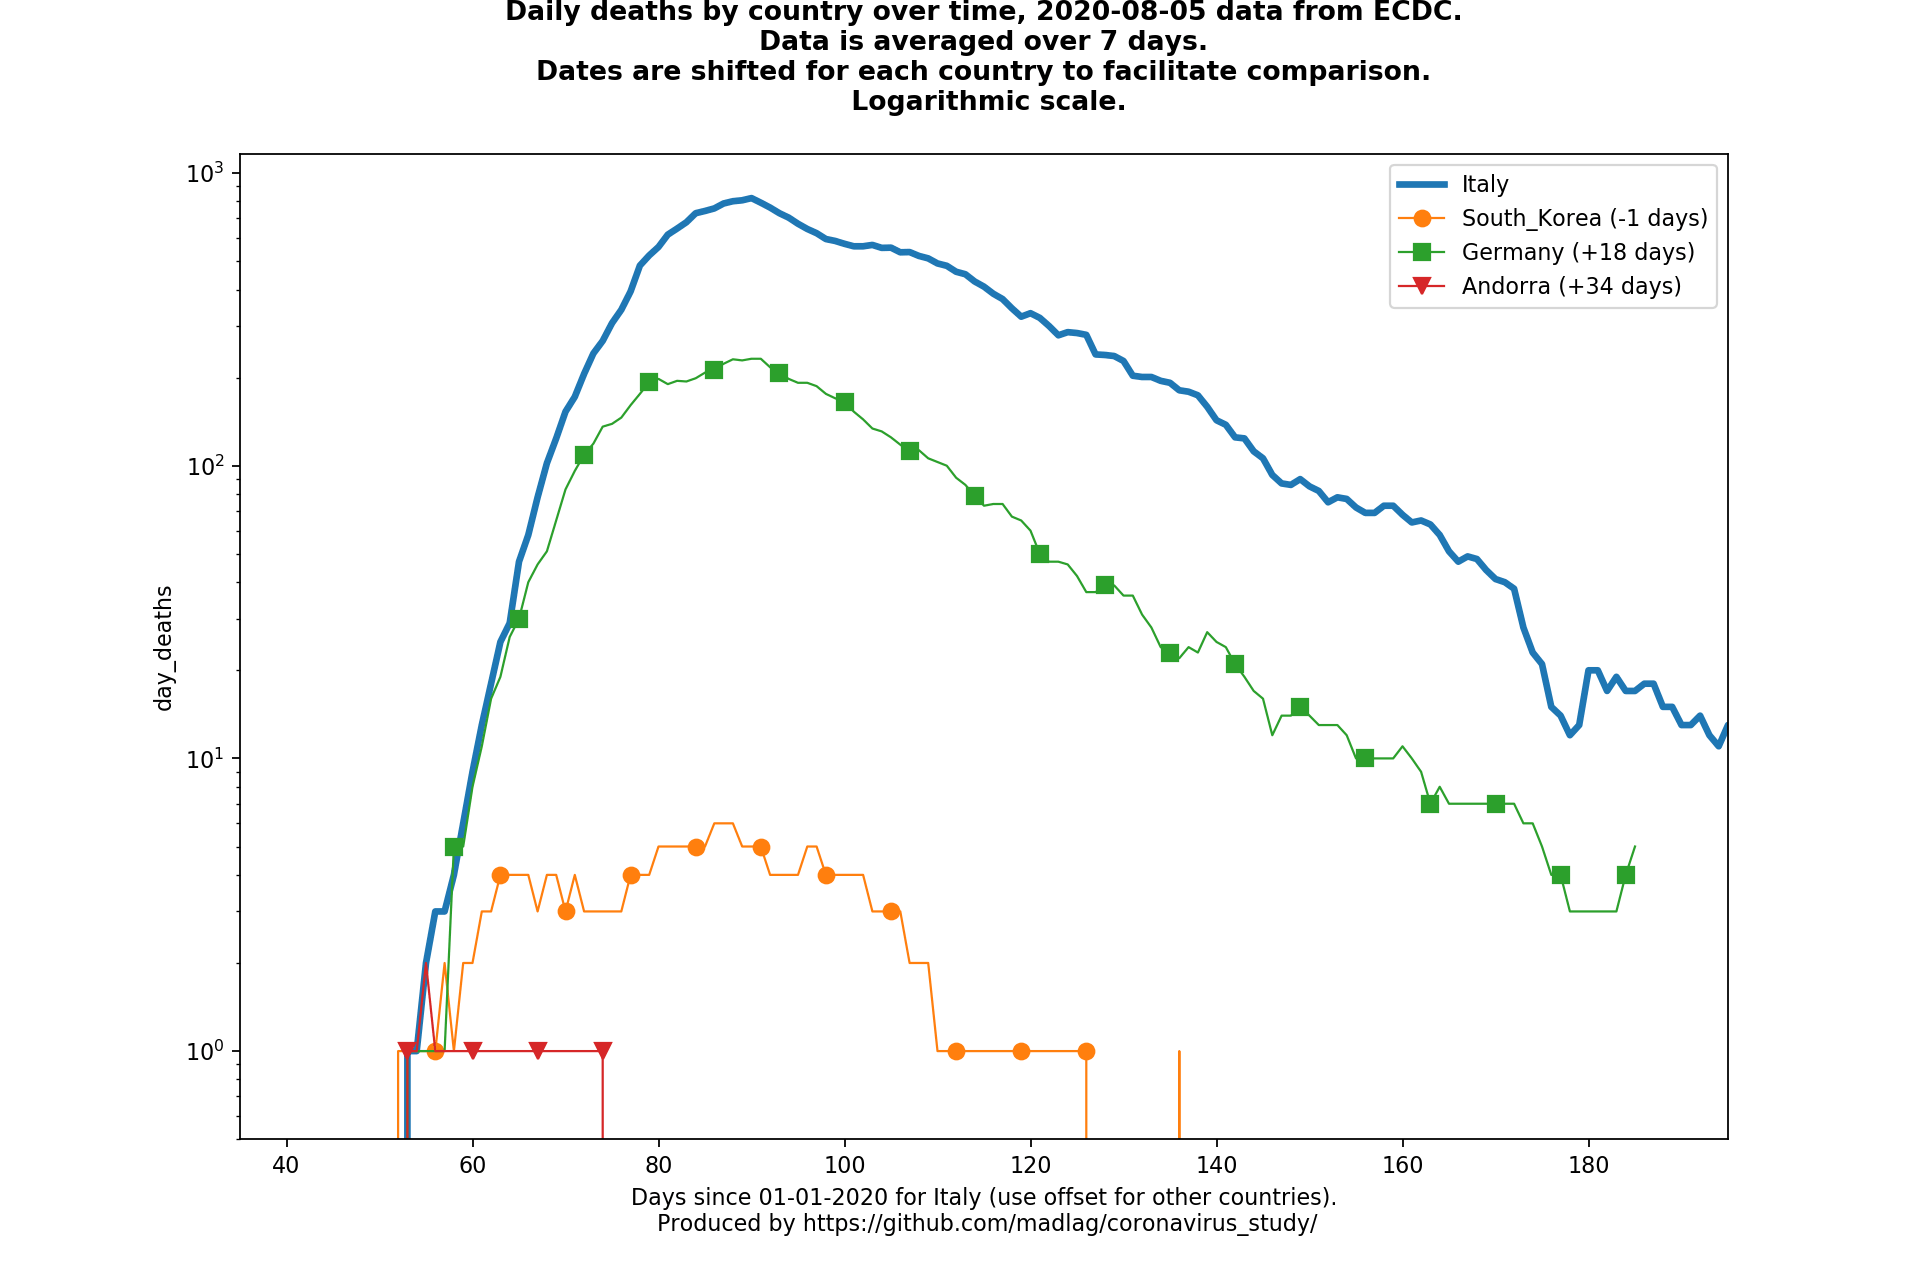 Daily deaths by country over time, 2020-08-05 data from ECDC.
Data is averaged over 7 days.
Dates are shifted for each country to facilitate comparison.
Logarithmic scale.
Italy
South_Korea (-1 days)
Germany (+18 days)
Andorra (+34 days)
day_deaths
10³
10²
10¹
10⁰
40 60 80 100 120 140 160 180
Days since 01-01-2020 for Italy (use offset for other countries).
Produced by https://github.com/madlag/coronavirus_study/